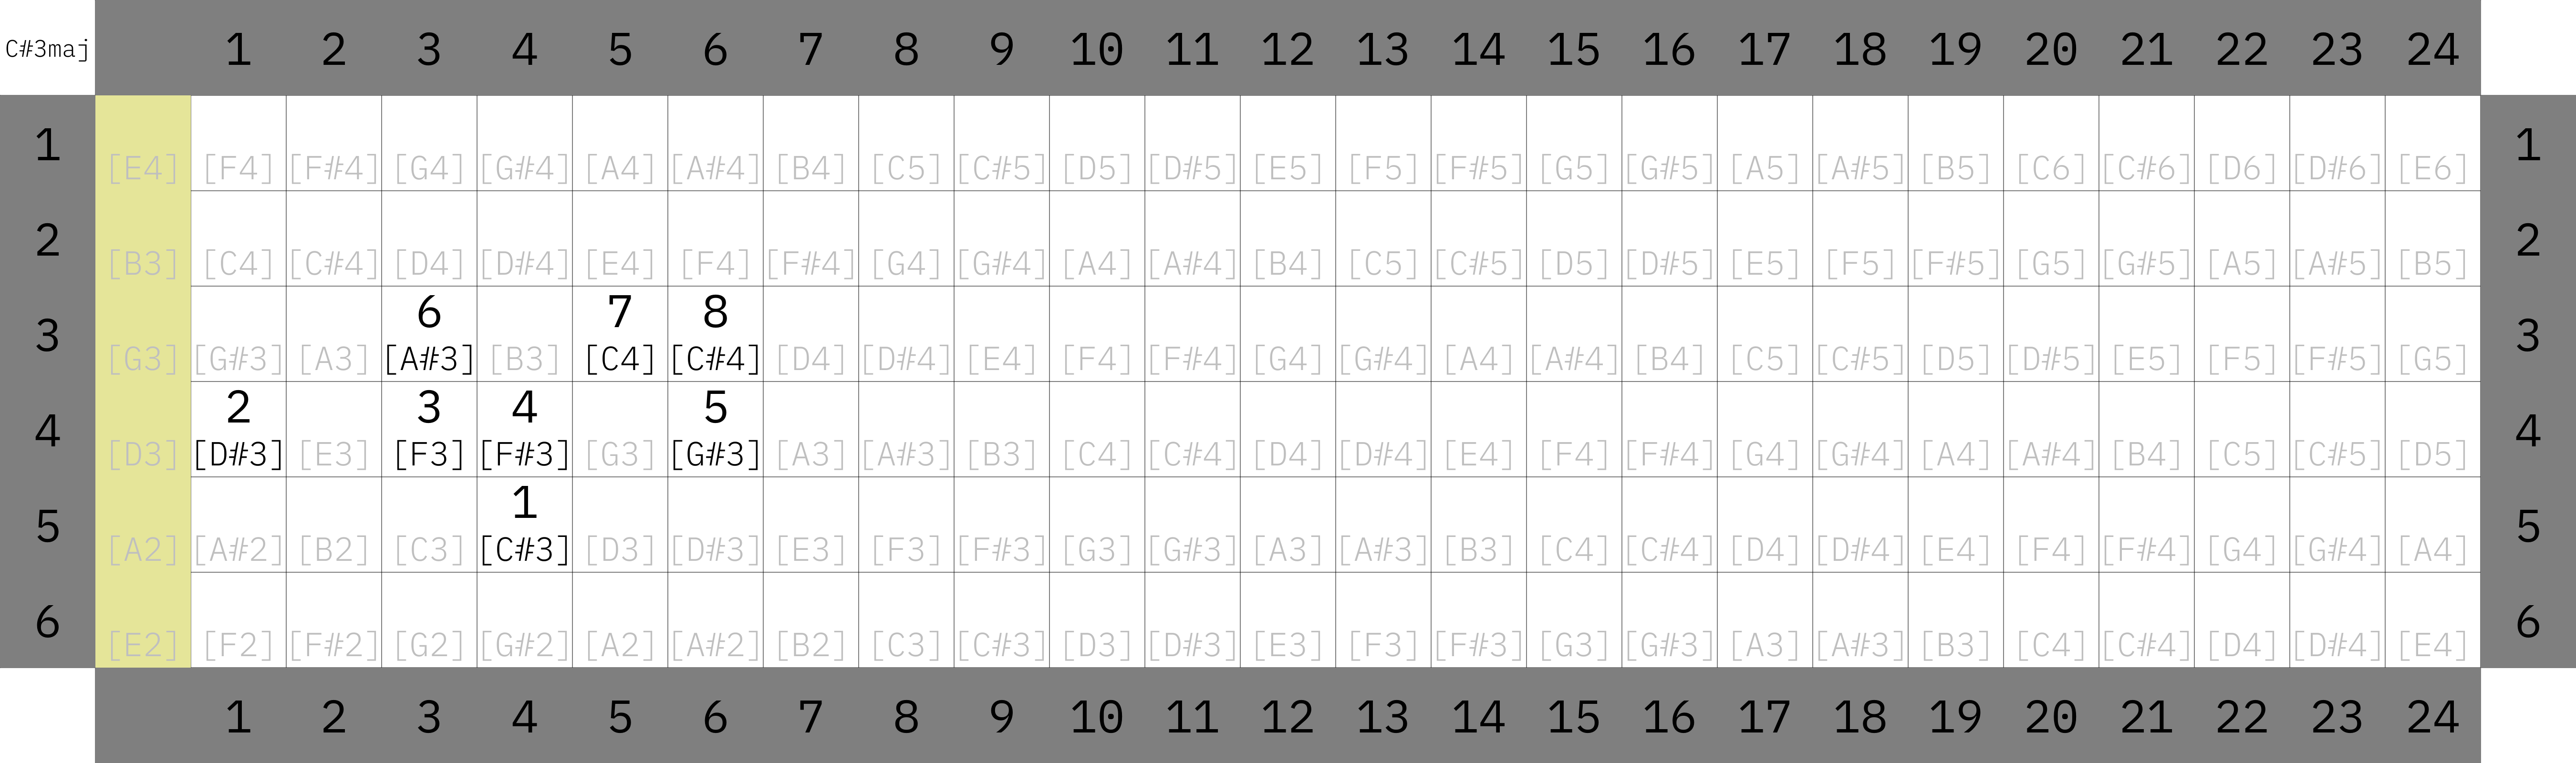 C#3maj 1 2 3 4 5 6 7 8 9 10 11 12 13 14 15 16 17 18 19 20 21 22 23 24
1 [E4] [F4] [F#4] [G4] [G#4] [A4] [A#4] [B4] [C5] [C#5] [D5] [D#5] [E5] [F5] [F#5] [G5] [G#5] [A5] [A#5] [B5] [C6] [C#6] [D6] [D#6] [E6] 1
2 [B3] [C4] [C#4] [D4] [D#4] [E4] [F4] [F#4] [G4] [G#4] [A4] [A#4] [B4] [C5] [C#5] [D5] [D#5] [E5] [F5] [F#5] [G5] [G#5] [A5] [A#5] [B5] 2
6 7 8
3 [G3] [G#3] [A3] [A#3] [B3] [C4] [C#4] [D4] [D#4] [E4] [F4] [F#4] [G4] [G#4] [A4] [A#4] [B4] [C5] [C#5] [D5] [D#5] [E5] [F5] [F#5] [G5] 3
2 3 4 5
4 [D3] [D#3] [E3] [F3] [F#3] [G3] [G#3] [A3] [A#3] [B3] [C4] [C#4] [D4] [D#4] [E4] [F4] [F#4] [G4] [G#4] [A4] [A#4] [B4] [C5] [C#5] [D5] 4
1
5 [A2] [A#2] [B2] [C3] [C#3] [D3] [D#3] [E3] [F3] [F#3] [G3] [G#3] [A3] [A#3] [B3] [C4] [C#4] [D4] [D#4] [E4] [F4] [F#4] [G4] [G#4] [A4] 5
6 [E2] [F2] [F#2] [G2] [G#2] [A2] [A#2] [B2] [C3] [C#3] [D3] [D#3] [E3] [F3] [F#3] [G3] [G#3] [A3] [A#3] [B3] [C4] [C#4] [D4] [D#4] [E4] 6
1 2 3 4 5 6 7 8 9 10 11 12 13 14 15 16 17 18 19 20 21 22 23 24